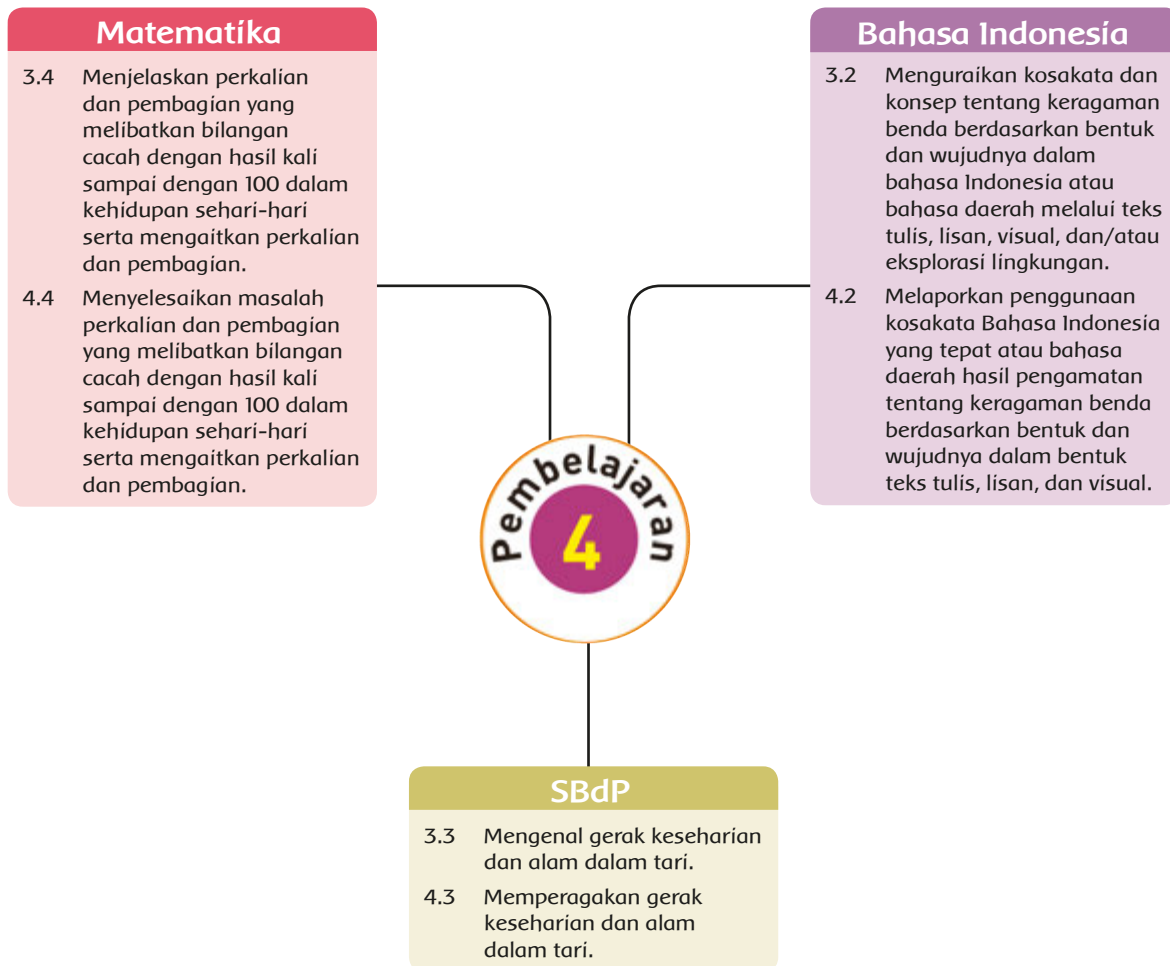 Matematika
3.4 Menjelaskan perkalian
dan pembagian yang
melibatkan bilangan
cacah dengan hasil kali
sampai dengan 100 dalam
kehidupan sehari-hari
serta mengaitkan perkalian
dan pembagian.
4.4 Menyelesaikan masalah
perkalian dan pembagian
yang melibatkan bilangan
cacah dengan hasil kali
sampai dengan 100 dalam
kehidupan sehari-hari
serta mengaitkan perkalian
dan pembagian.
Bahasa Indonesia
3.2 Menguraikan kosakata dan
konsep tentang keragaman
benda berdasarkan bentuk
dan wujudnya dalam
bahasa Indonesia atau
bahasa daerah melalui teks
tulis, lisan, visual, dan/atau
eksplorasi lingkungan.
4.2 Melaporkan penggunaan
kosakata Bahasa Indonesia
yang tepat atau bahasa
daerah hasil pengamatan
tentang keragaman benda
berdasarkan bentuk dan
wujudnya dalam bentuk
teks tulis, lisan, dan visual.
Pembelajaran
4
SBdP
3.3 Mengenal gerak keseharian
dan alam dalam tari.
4.3 Memperagakan gerak
keseharian dan alam
dalam tari.